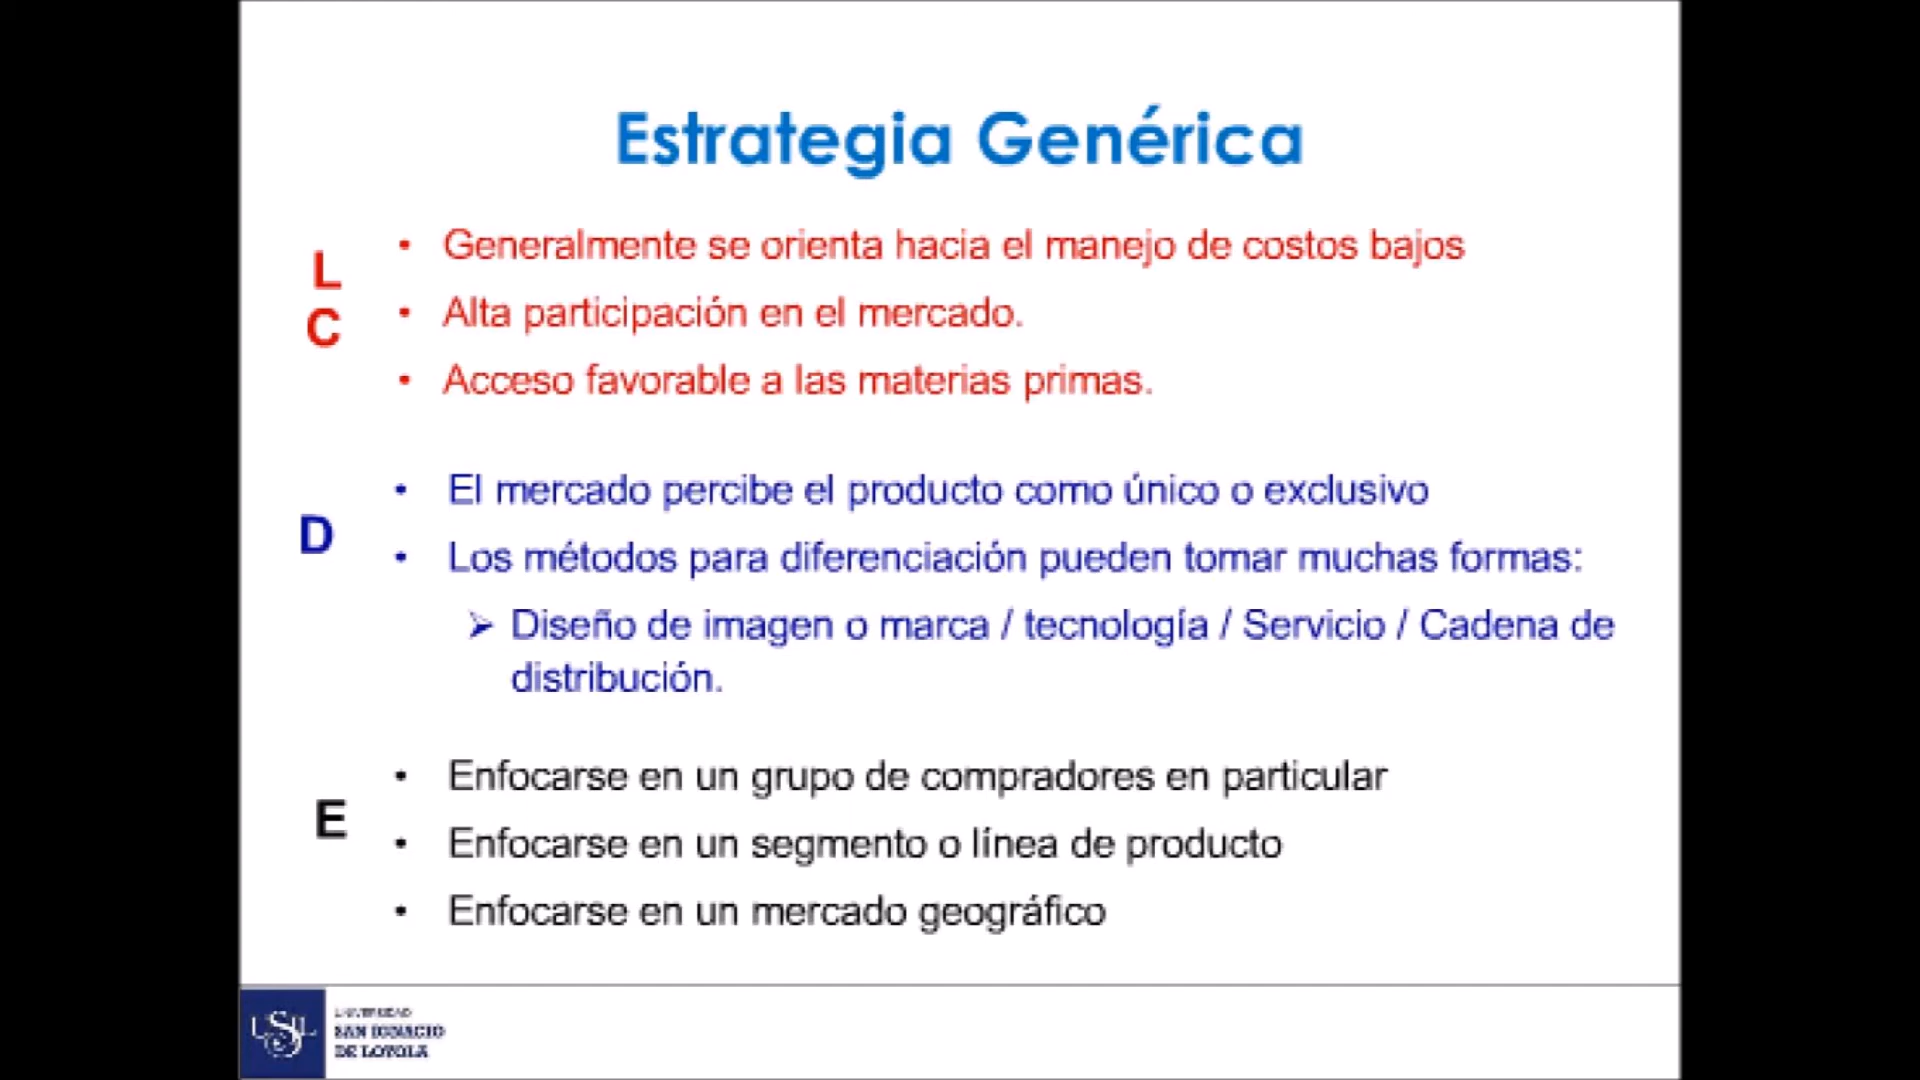 Estrategia Genérica
L
C
• Generalmente se orienta hacia el manejo de costos bajos
• Alta participación en el mercado.
• Acceso favorable a las materias primas.
D
• El mercado percibe el producto como único o exclusivo
• Los métodos para diferenciación pueden tomar muchas formas:
➢ Diseño de imagen o marca / tecnología / Servicio / Cadena de
distribución.
E
• Enfocarse en un grupo de compradores en particular
• Enfocarse en un segmento o línea de producto
• Enfocarse en un mercado geográfico
USIL
UNIVERSIDAD
SAN IGNACIO
DE LOYOLA